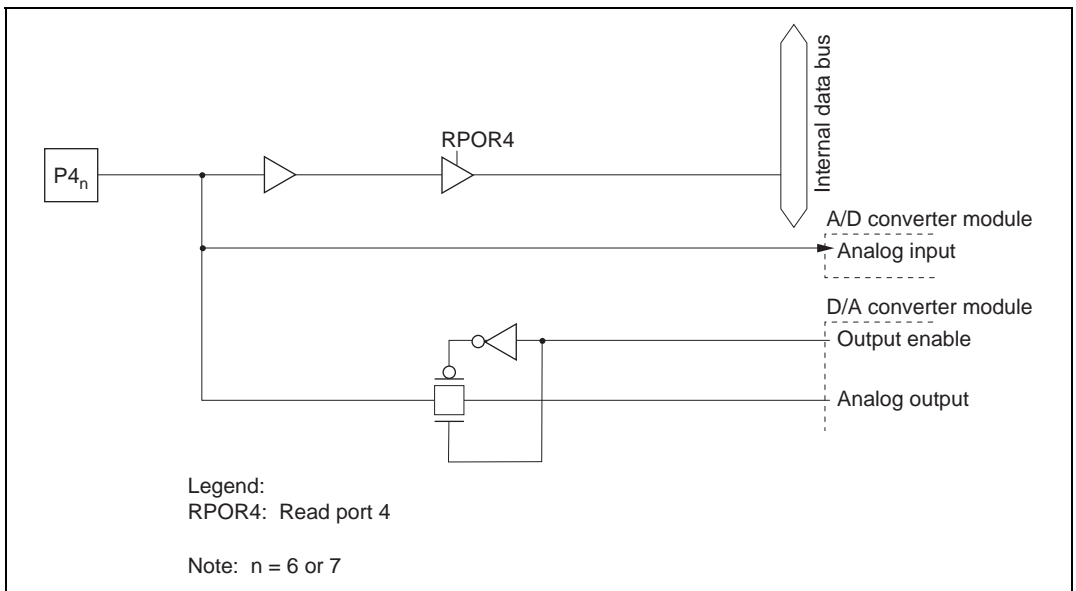 RPOR4
P4n
Internal data bus
A/D converter module
Analog input
D/A converter module
Output enable
Analog output
Legend:
RPOR4: Read port 4
Note: n = 6 or 7